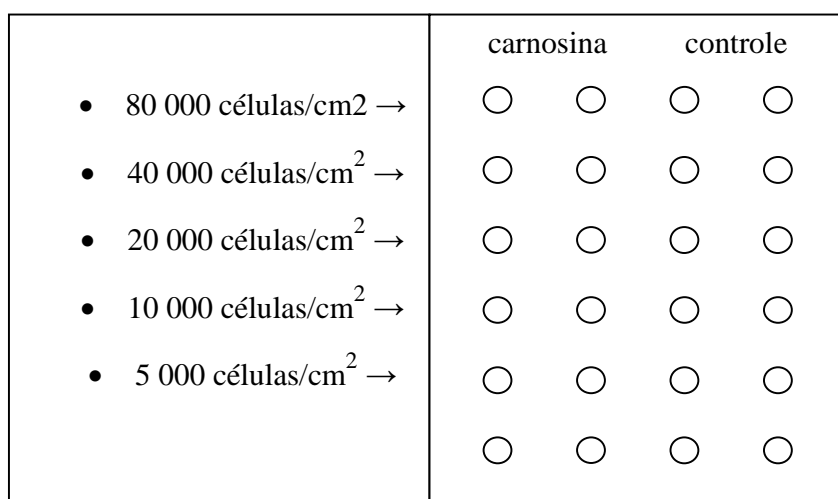 carnosina controle
• 80 000 células/cm2 →
• 40 000 células/cm² →
• 20 000 células/cm² →
• 10 000 células/cm² →
• 5 000 células/cm² →